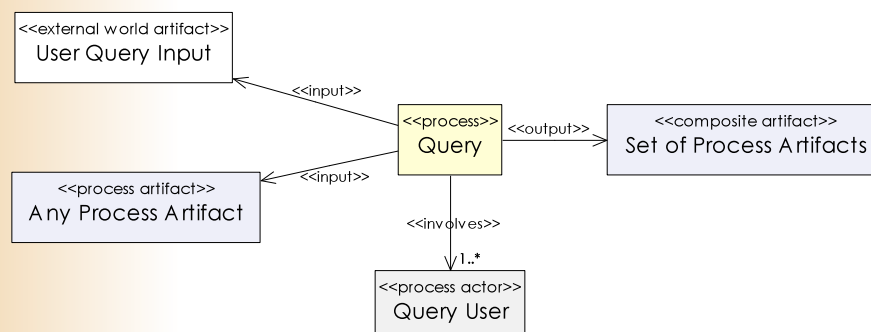 <<external world artifact>>
User Query Input
<<input>>
<<process>>
Query
<<output>>
<<composite artifact>>
Set of Process Artifacts
<<process artifact>>
Any Process Artifact
<<input>>
<<involves>>
1..*
<<process actor>>
Query User